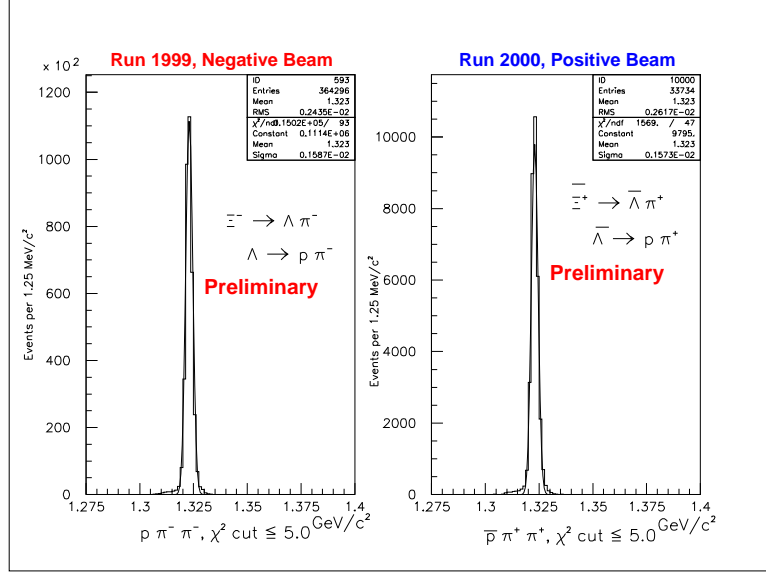 Run 1999, Negative Beam
× 10²
ID 593
Entries 364296
Mean 1.323
RMS 0.2435E-02
χ²/ndf 0.1502E+05/ 93
Constant 0.1114E+06
Mean 1.323
Sigma 0.1587E-02
Ξ⁻ → Λ π⁻
Λ → p π⁻
Preliminary
Events per 1.25 MeV/c²
1200
1000
800
600
400
200
0
1.275 1.3 1.325 1.35 1.375 1.4
GeV/c²
p π⁻ π⁻, χ² cut ≦ 5.0
Run 2000, Positive Beam
ID 10000
Entries 33734
Mean 1.323
RMS 0.2617E-02
χ²/ndf 1569. / 47
Constant 9795.
Mean 1.323
Sigma 0.1573E-02
Ξ̅⁺ → Λ̅ π⁺
Λ̅ → p π⁺
Preliminary
Events per 1.25 MeV/c²
10000
8000
6000
4000
2000
0
1.275 1.3 1.325 1.35 1.375 1.4
GeV/c²
p̅ π⁺ π⁺, χ² cut ≦ 5.0